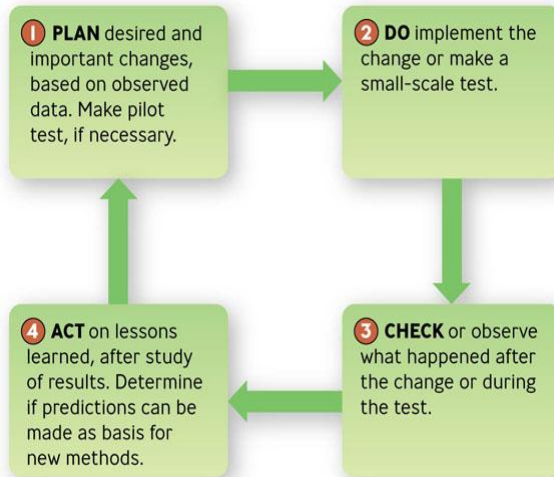 1 PLAN desired and
important changes,
based on observed
data. Make pilot
test, if necessary.
2 DO implement the
change or make a
small-scale test.
3 CHECK or observe
what happened after
the change or during
the test.
4 ACT on lessons
learned, after study
of results. Determine
if predictions can be
made as basis for
new methods.